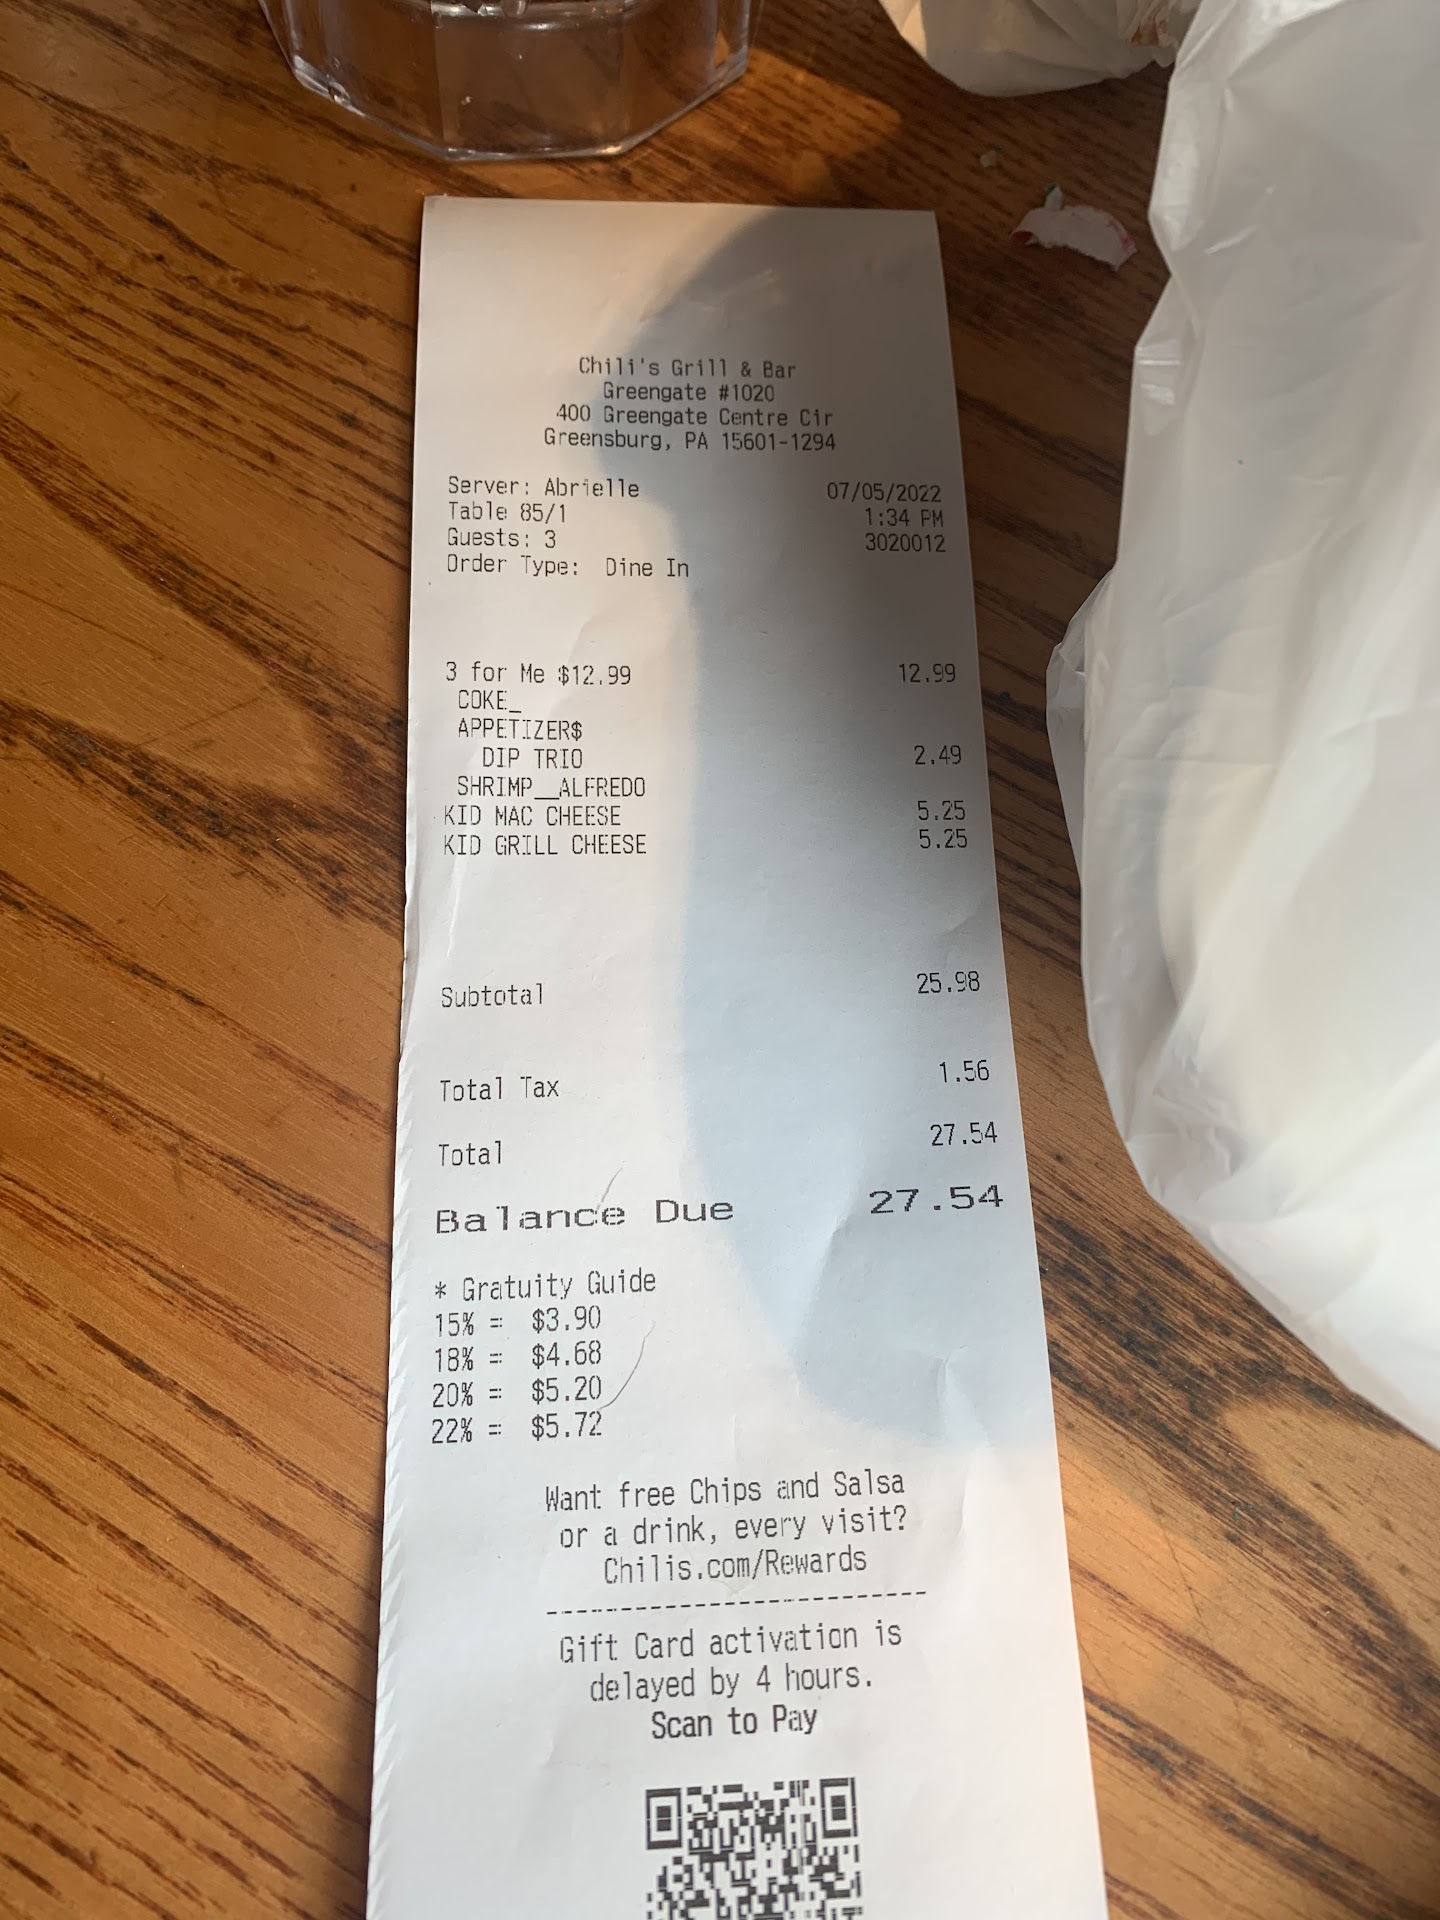 Chili's Grill & Bar
Greengate #1020
400 Greengate Centre Cir
Greensburg, PA 15601-1294
Server: Abrielle 07/05/2022
Table 85/1 1:34 PM
Guests: 3 3020012
Order Type: Dine In
3 for Me $12.99 12.99
COKE_
APPETIZER$
DIP TRIO 2.49
SHRIMP__ALFREDO
KID MAC CHEESE 5.25
KID GRILL CHEESE 5.25
Subtotal 25.98
Total Tax 1.56
Total 27.54
Balance Due 27.54
* Gratuity Guide
15% = $3.90
18% = $4.68
20% = $5.20
22% = $5.72
Want free Chips and Salsa
or a drink, every visit?
Chilis.com/Rewards
--------------------------
Gift Card activation is
delayed by 4 hours.
Scan to Pay